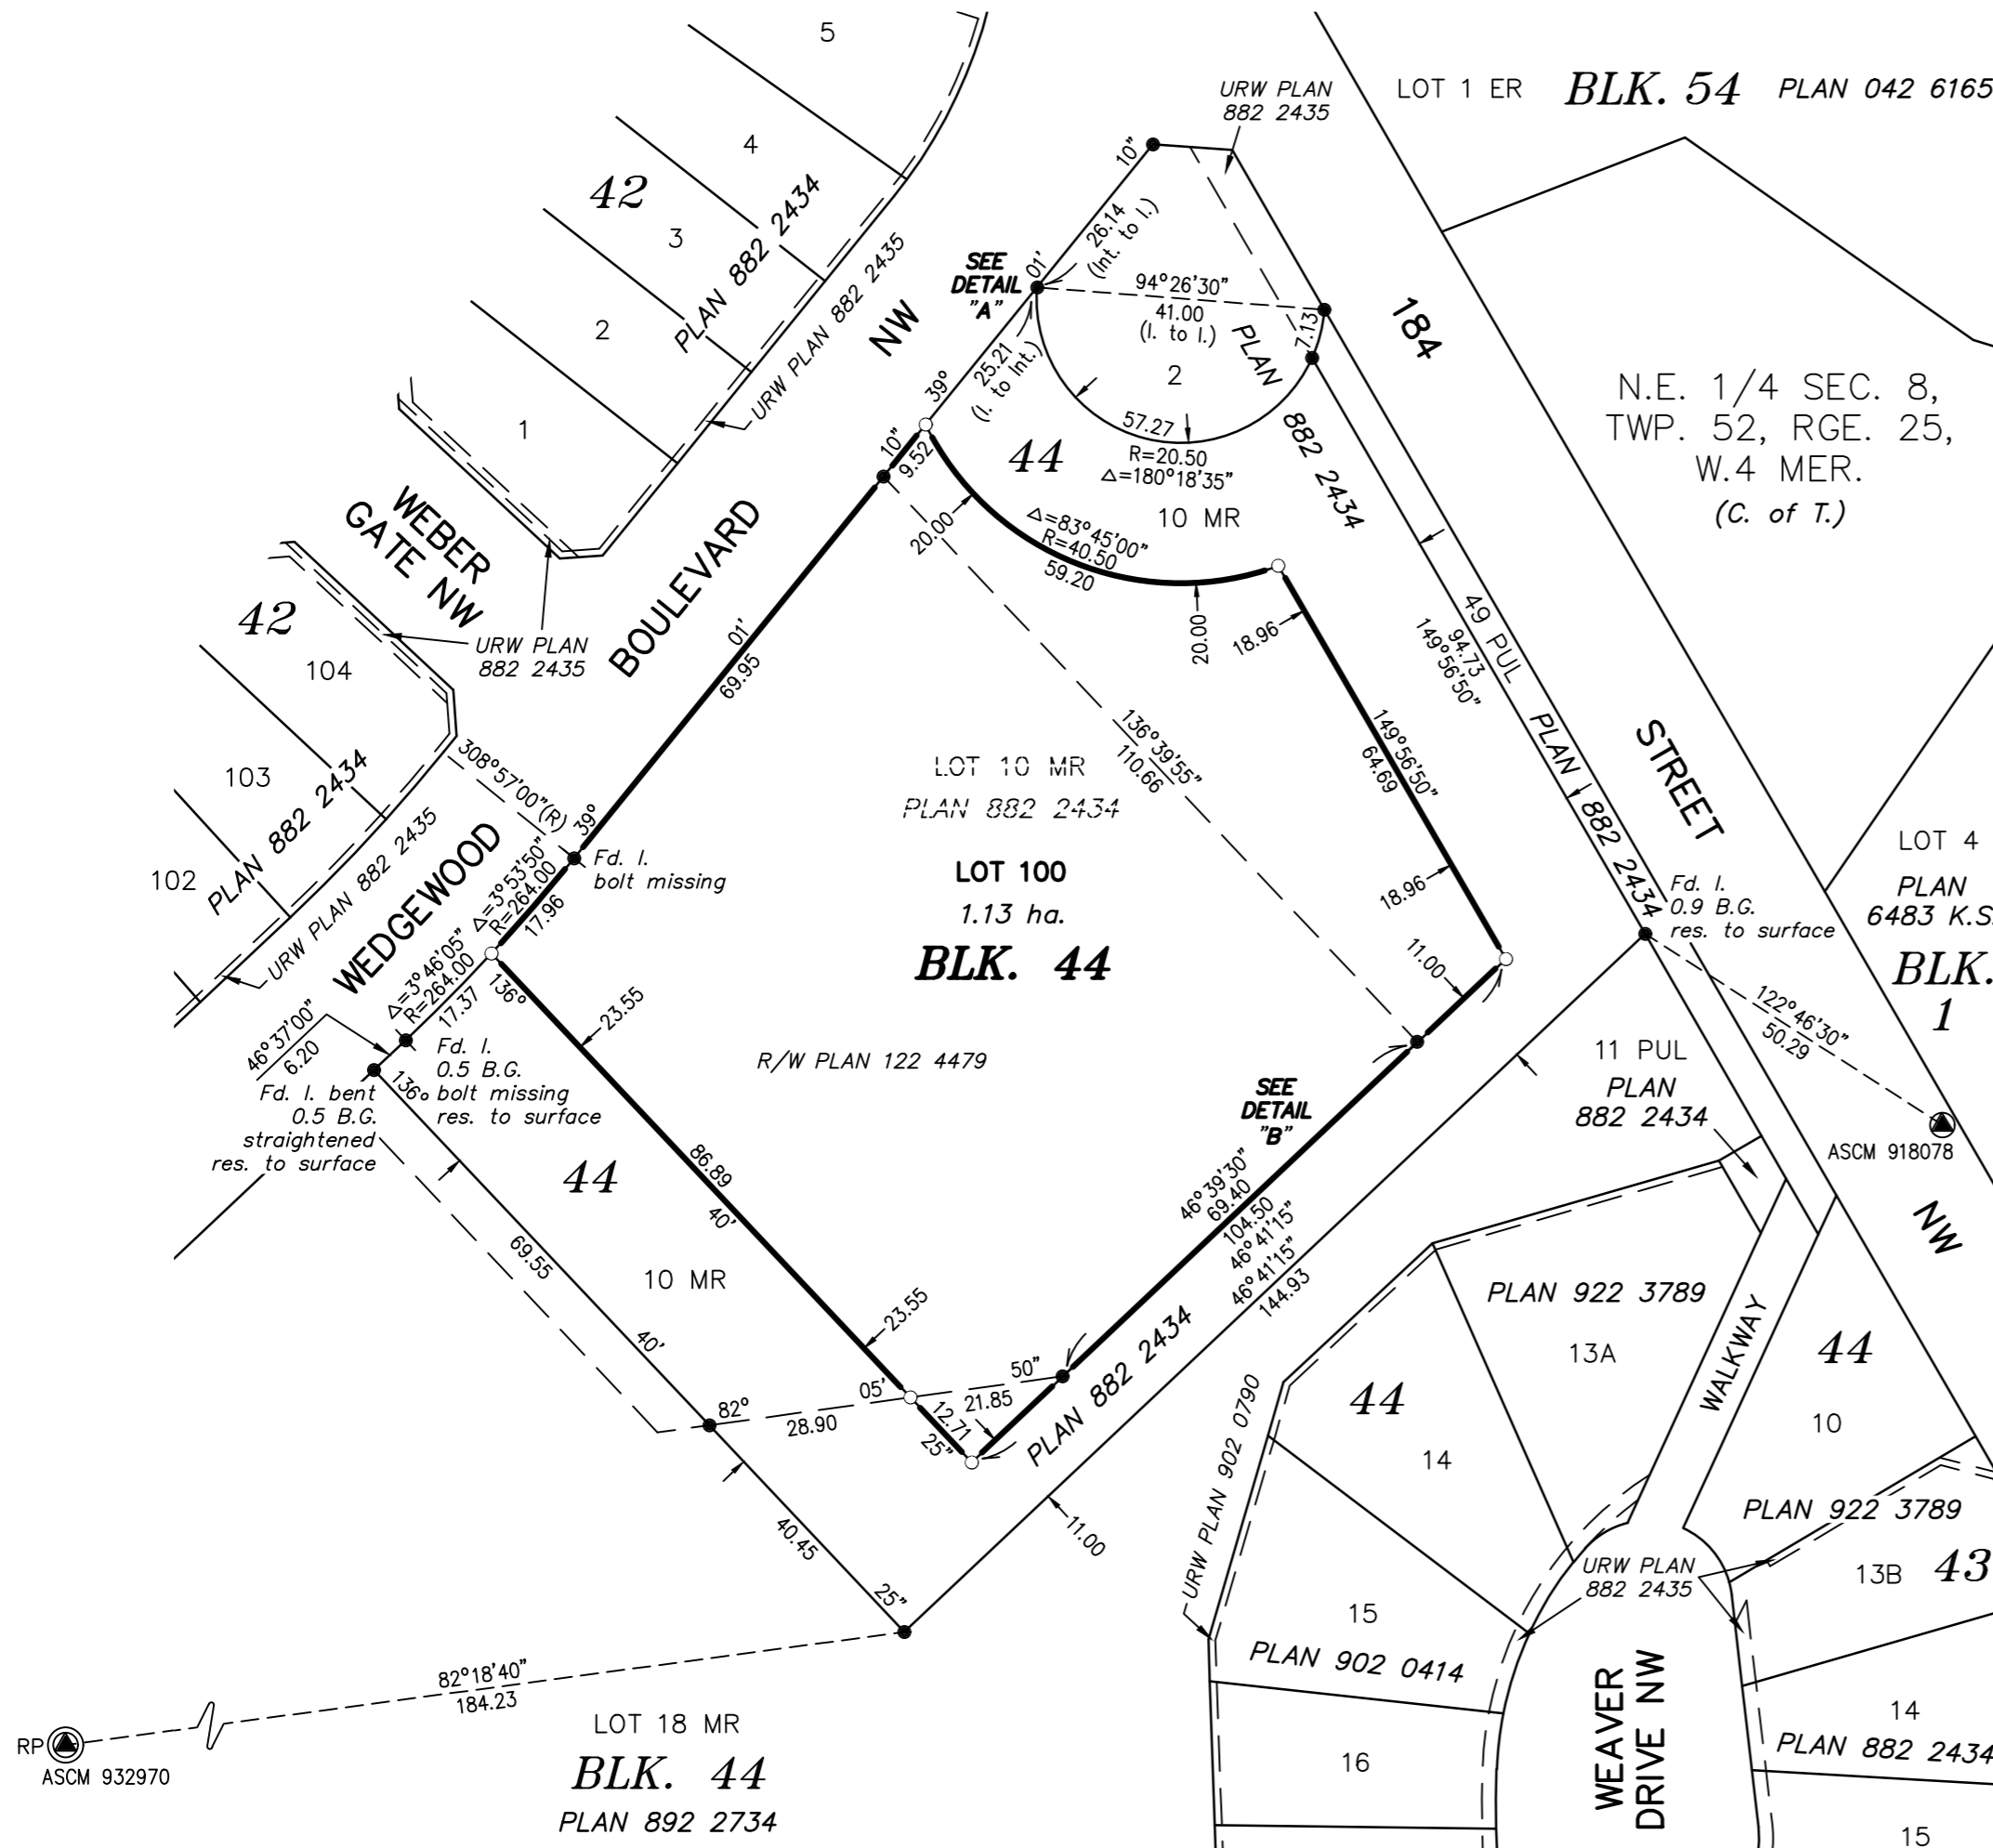 5
4
42
3
PLAN 882 2434
2
1
URW PLAN 882 2435
NW
SEE
DETAIL
"A"
URW PLAN
882 2435
LOT 1 ER BLK. 54 PLAN 042 6165
10"
26.14
(Int. to I.)
01'
94°26'30"
41.00
(I. to I.)
7.13
2
25.21
(I. to Int.)
39°
57.27
R=20.50
Δ=180°18'35"
44
10 MR
PLAN 882 2434
184
STREET
NW
N.E. 1/4 SEC. 8,
TWP. 52, RGE. 25,
W.4 MER.
(C. of T.)
10"
9.52
20.00
Δ=83°45'00"
R=40.50
59.20
20.00
18.96
WEBER
GATE NW
BOULEVARD
URW PLAN
882 2435
42
104
103
102
PLAN 882 2434
URW PLAN 882 2435
WEDGEWOOD
308°57'00"(R)
39°
01'
69.95
Fd. I.
bolt missing
Δ=3°53'50"
R=264.00
17.96
Δ=3°46'05"
R=264.00
17.37
46°37'00"
6.20
Fd. I. bent
0.5 B.G.
straightened
res. to surface
Fd. I.
0.5 B.G.
bolt missing
res. to surface
136°
136°
LOT 10 MR
PLAN 882 2434
LOT 100
1.13 ha.
BLK. 44
R/W PLAN 122 4479
136°39'55"
110.66
149°56'50"
64.69
18.96
11.00
49 PUL PLAN 882 2434
94.73
149°56'50"
Fd. I.
0.9 B.G.
res. to surface
LOT 4
PLAN
6483 K.S.
BLK.
1
122°46'30"
50.29
ASCM 918078
11 PUL
PLAN
882 2434
SEE
DETAIL
"B"
46°39'30"
69.40
104.50
46°41'15"
46°41'15"
144.93
23.55
86.89
40'
23.55
44
10 MR
69.55
40'
82°
05'
50"
28.90
21.85
12.71
25"
PLAN 882 2434
11.00
40.45
25"
82°18'40"
184.23
RP
ASCM 932970
LOT 18 MR
BLK. 44
PLAN 892 2734
PLAN 922 3789
13A
44
14
WALKWAY
44
10
PLAN 922 3789
13B 43
URW PLAN 902 0790
URW PLAN
882 2435
15
PLAN 902 0414
16
WEAVER
DRIVE NW
14
PLAN 882 2434
15